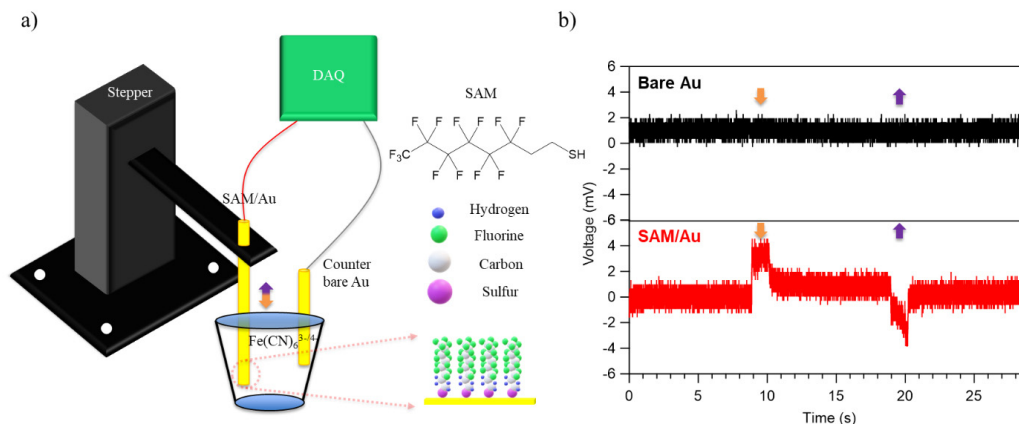 a)
DAQ
Stepper
SAM
F F F F F
F₃C
SH
F F F F F
SAM/Au
Hydrogen
Fluorine
Carbon
Sulfur
Counter
bare Au
Fe(CN)₆³⁻/⁴⁻
b)
6
4
2
0
-2
-4
-6
Bare Au
6
4
2
0
-2
-4
-6
SAM/Au
Voltage (mV)
0 5 10 15 20 25
Time (s)